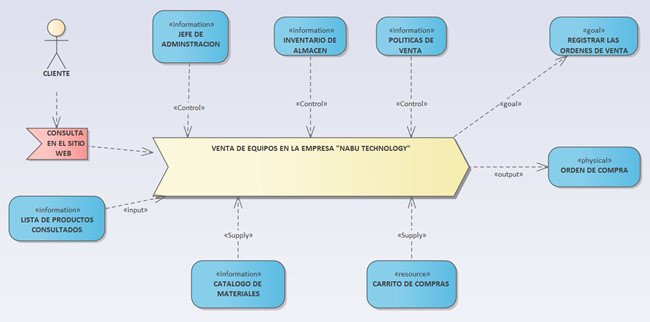 «information»
JEFE DE
ADMINSTRACION
«information»
INVENTARIO DE
ALMACEN
«information»
POLITICAS DE
VENTA
«goal»
REGISTRAR LAS
ORDENES DE VENTA
CLIENTE
«Control»
«Control»
«Control»
«goal»
CONSULTA
EN EL SITIO
WEB
VENTA DE EQUIPOS EN LA EMPRESA "NABU TECHNOLOGY"
«physical»
ORDEN DE
COMPRA
«output»
«information»
LISTA DE PRODUCTOS
CONSULTADOS
«input»
«Supply»
«Supply»
«information»
CATALOGO DE
MATERIALES
«resource»
CARRITO DE COMPRAS